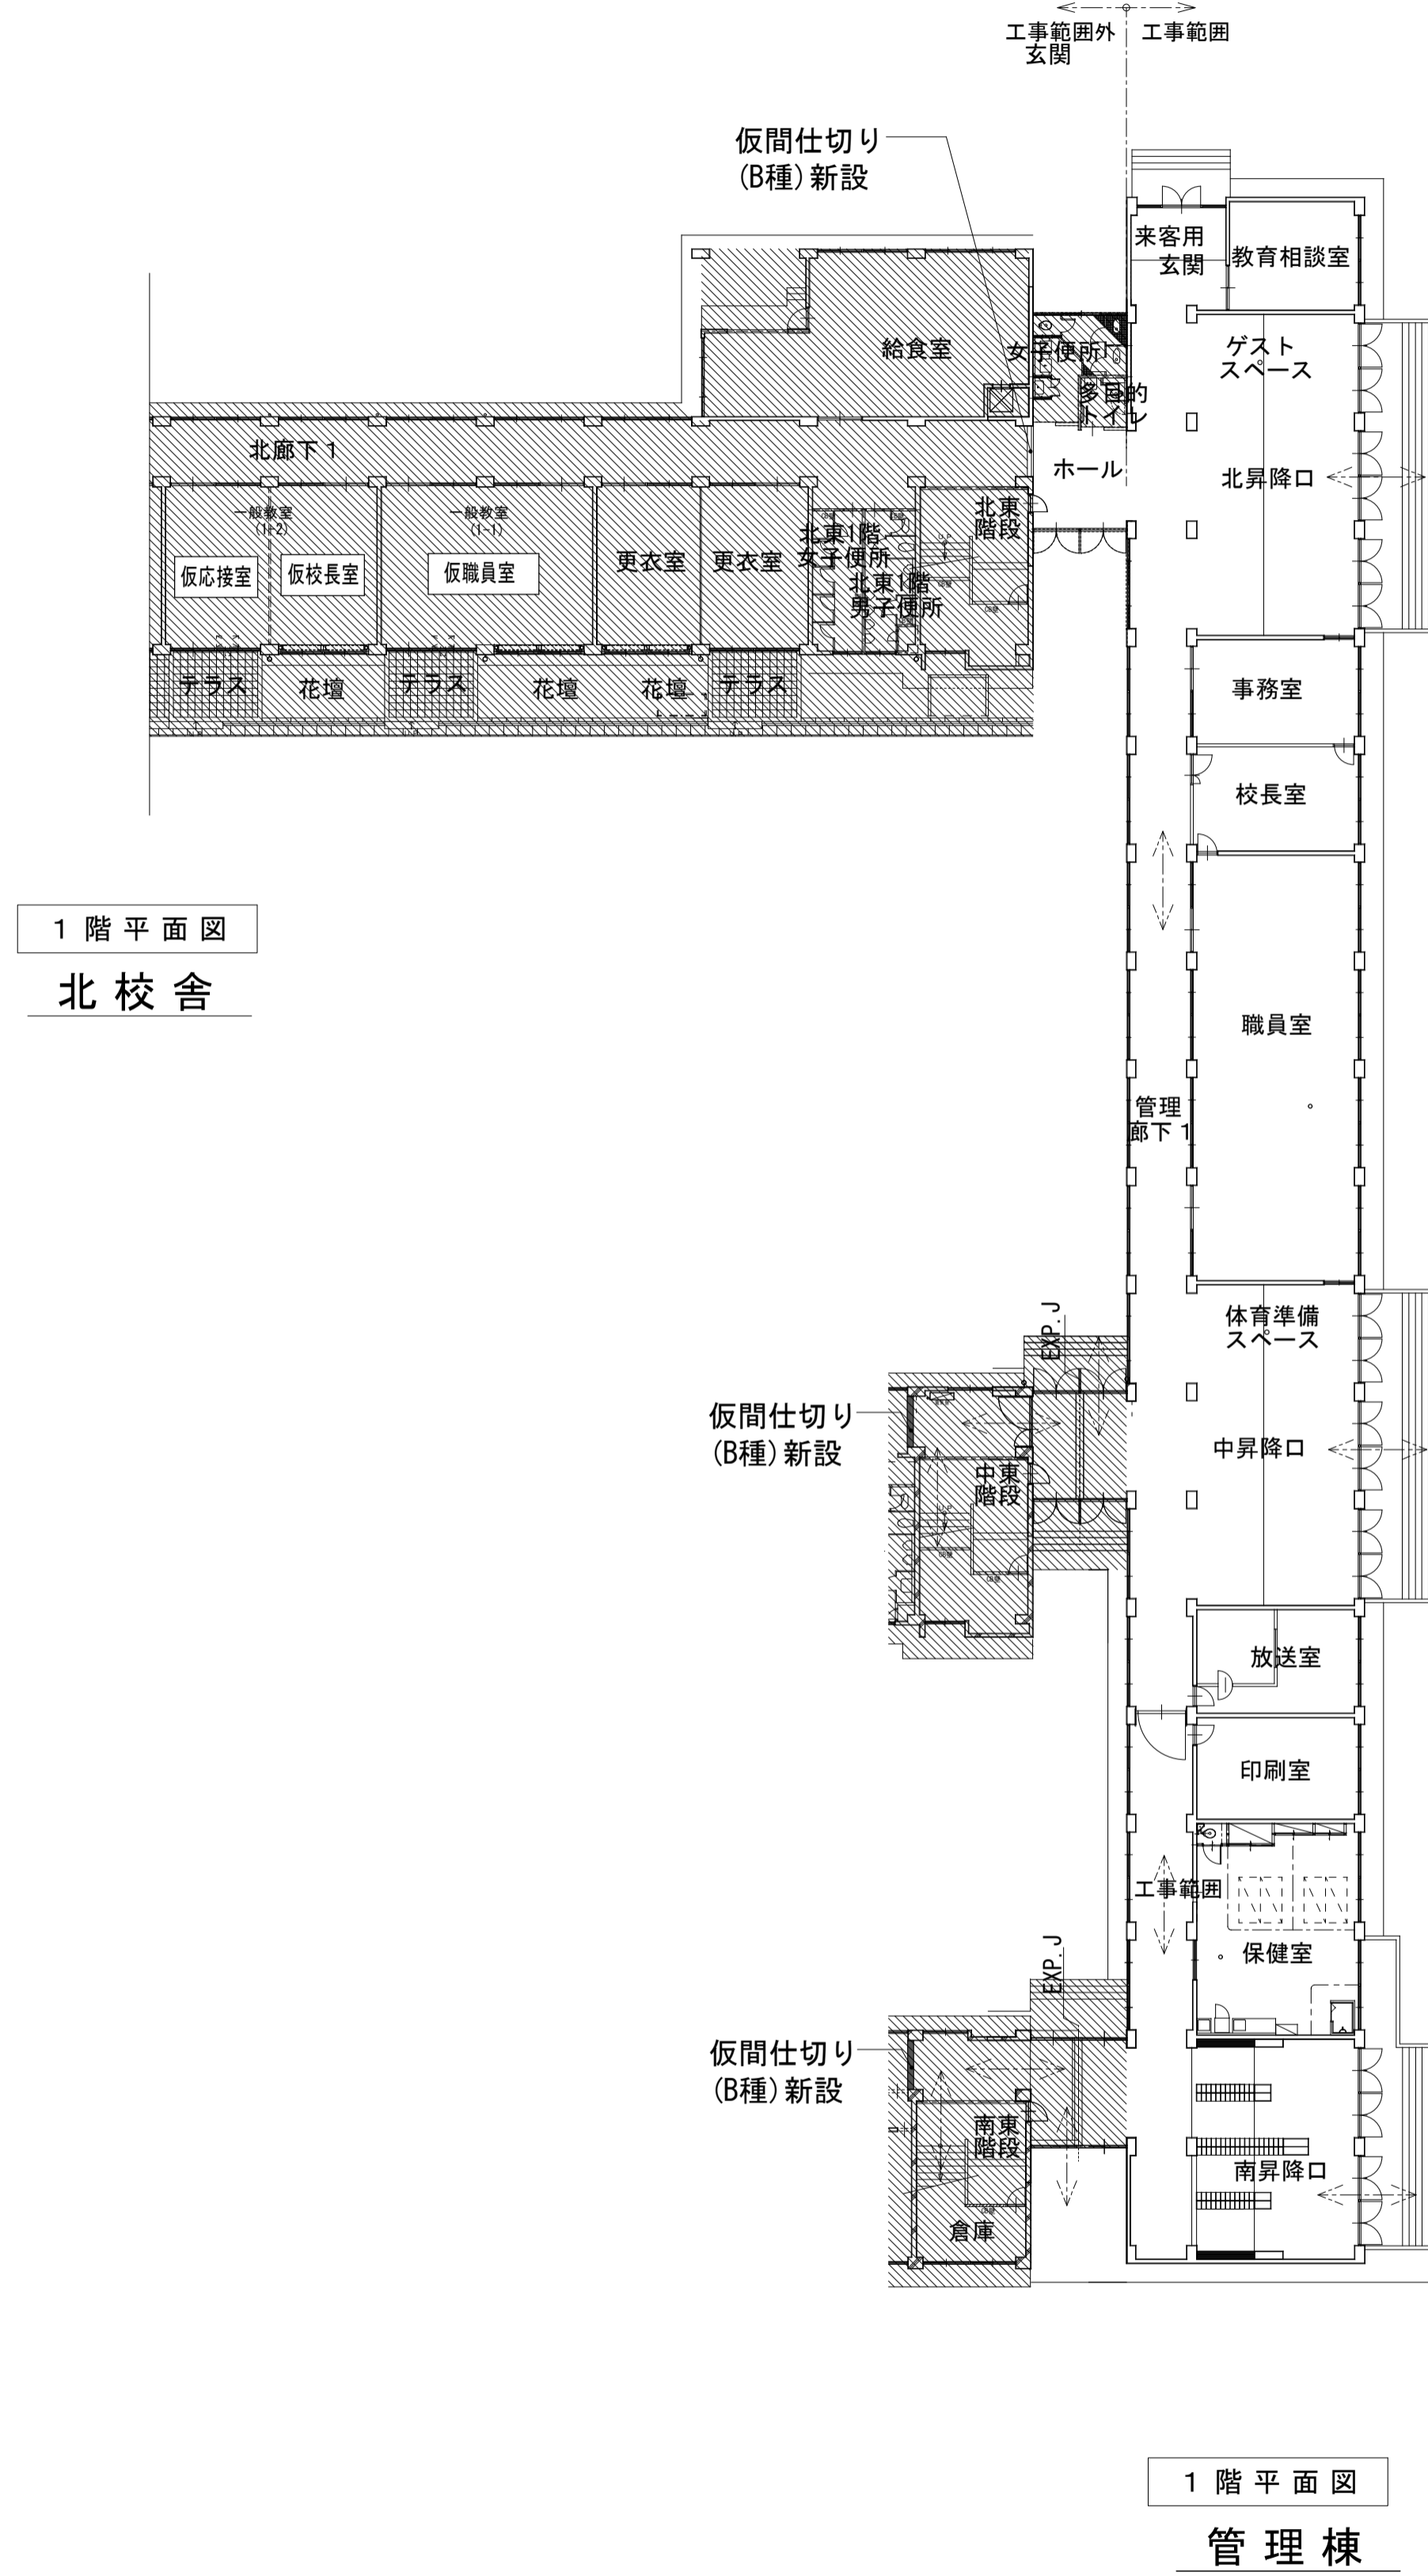 工事範囲外 工事範囲
玄関
仮間仕切り
(B種)新設
来客用
玄関
教育相談室
給食室
女子便所
多目的
トイレ
ゲスト
スペース
北廊下1
ホール
北昇降口
一般教室
(1-2)
一般教室
(1-1)
仮応接室
仮校長室
仮職員室
更衣室
更衣室
北東1階
女子便所
北東1階
男子便所
北東
階段
UP
テラス
花壇
テラス
花壇
花壇
テラス
事務室
校長室
1階平面図
北校舎
職員室
管理
廊下1
EXP.J
体育準備
スペース
仮間仕切り
(B種)新設
中東
階段
UP
中昇降口
放送室
印刷室
工事範囲
保健室
EXP.J
仮間仕切り
(B種)新設
南東
階段
倉庫
南昇降口
1階平面図
管理棟